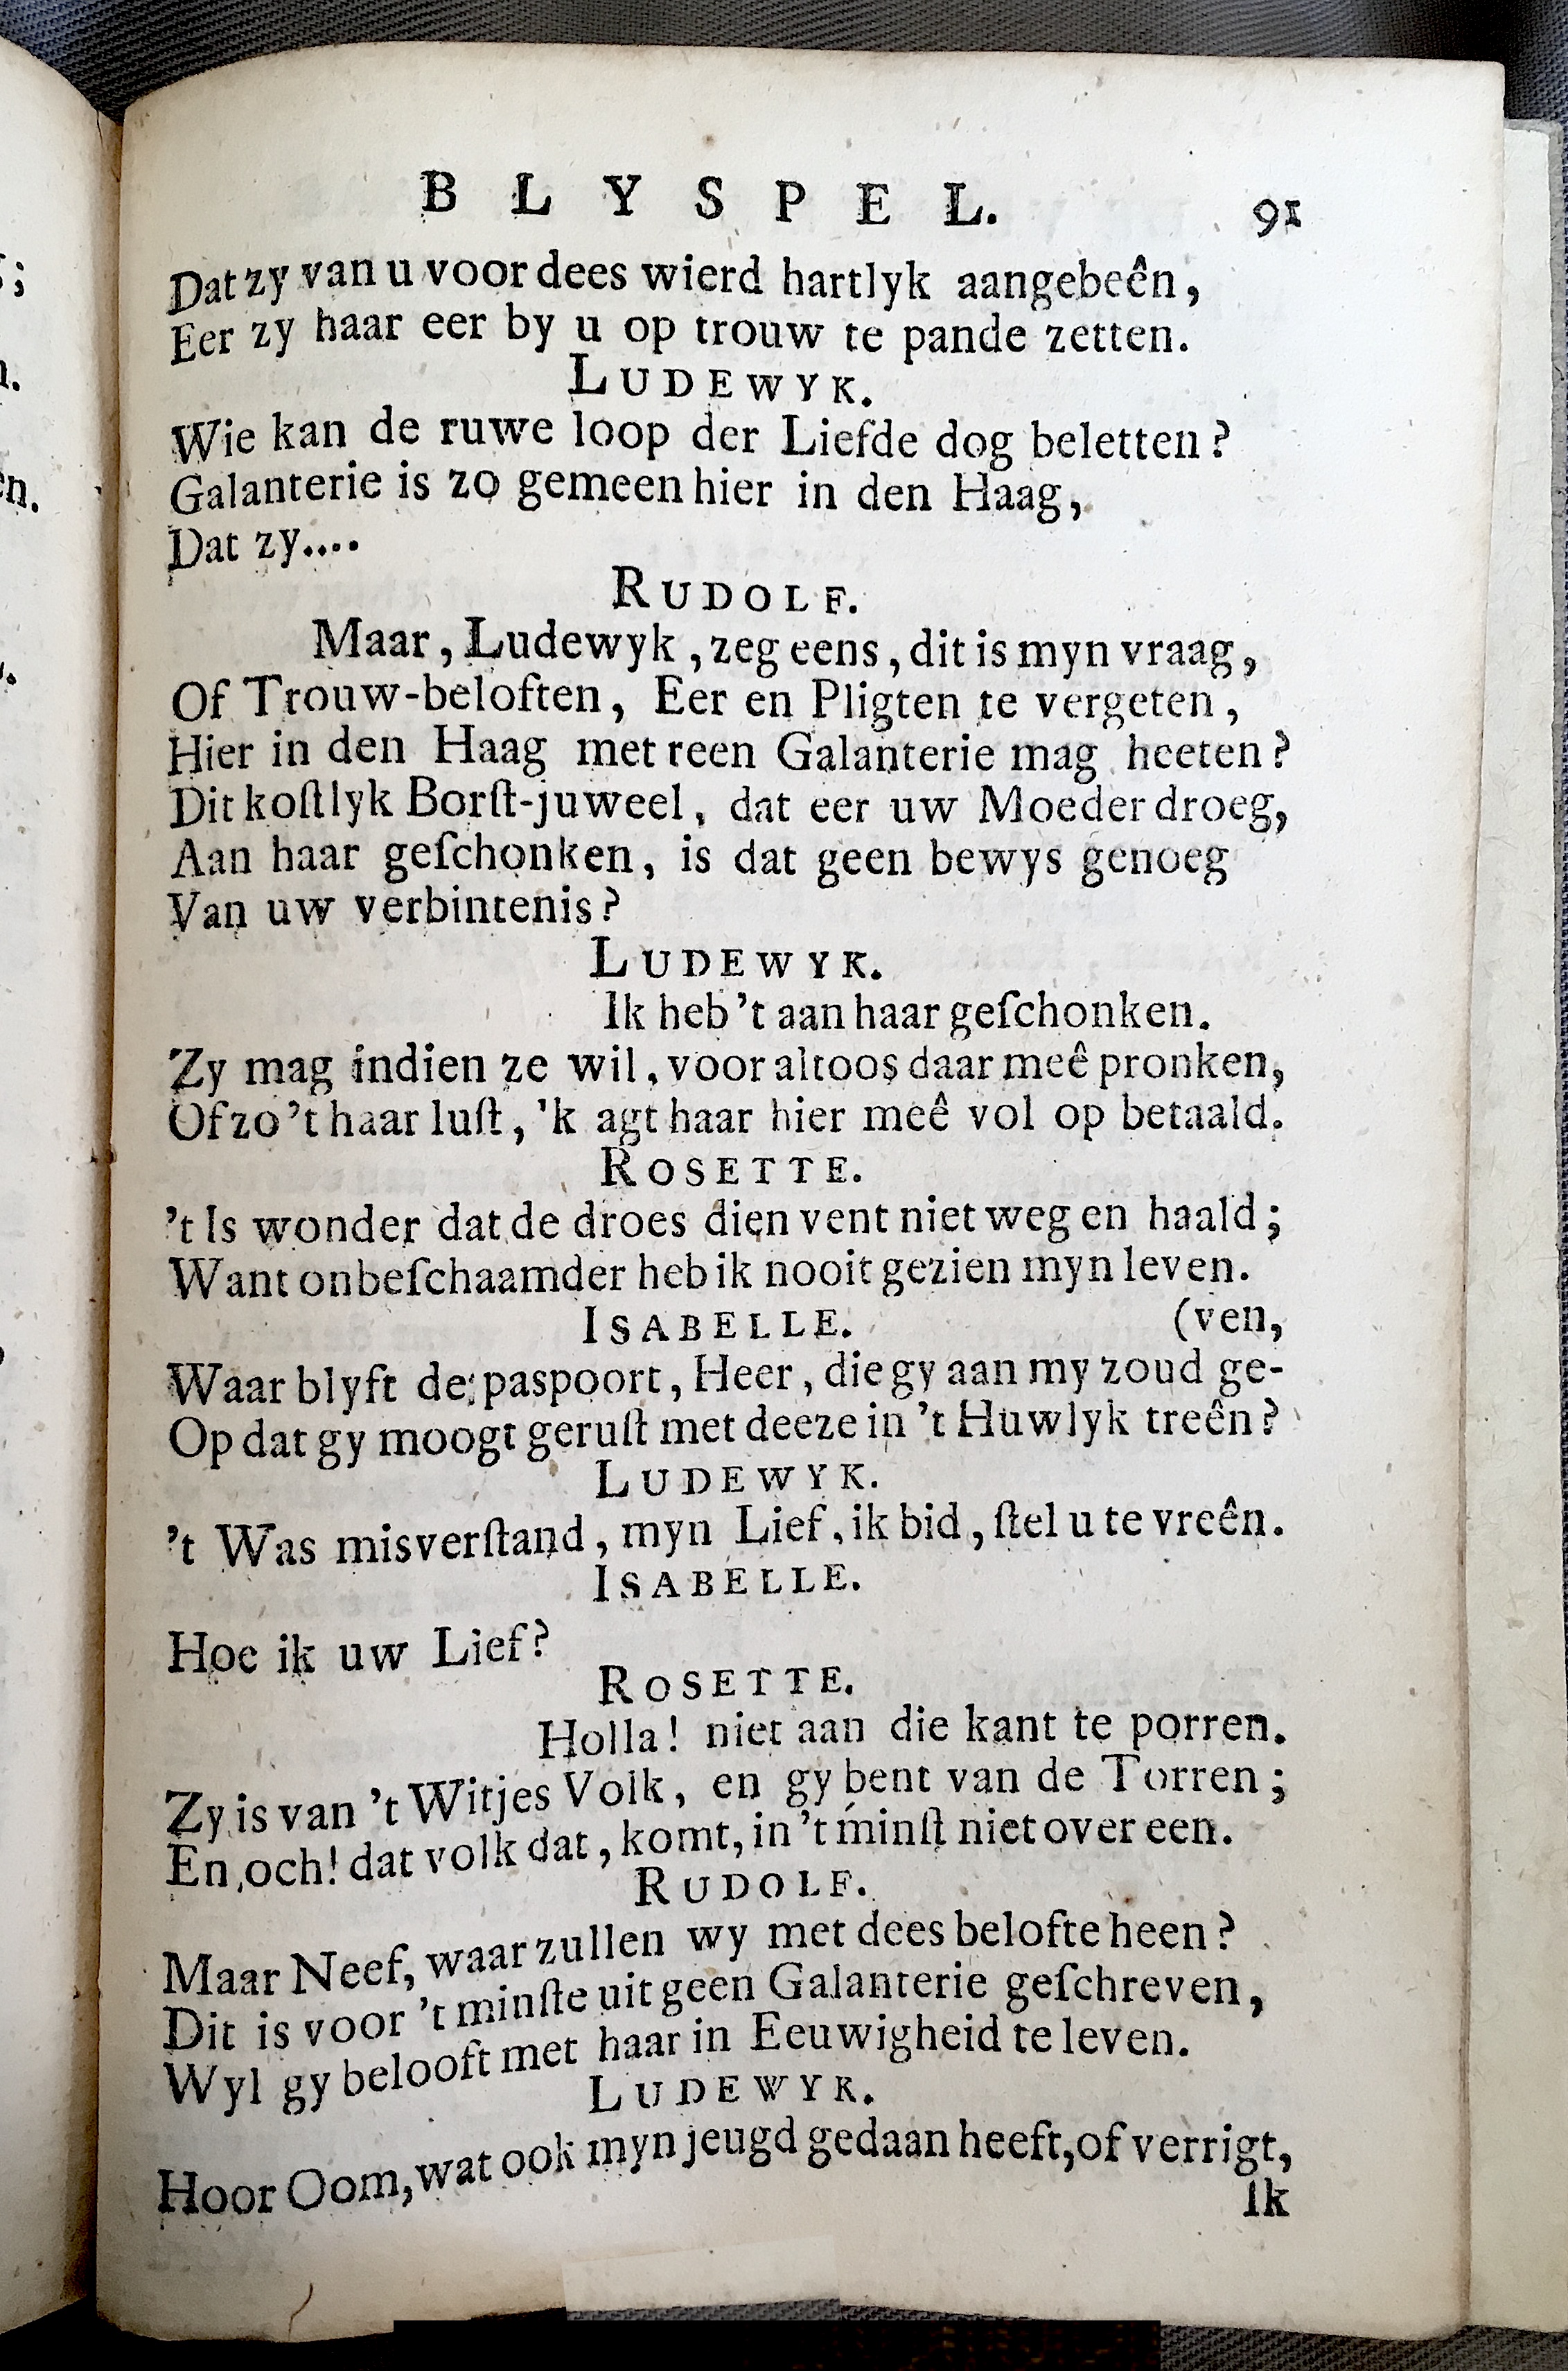 B L Y S P E L. 91
Dat zy van u voor dees wierd hartlyk aangebeên,
Eer zy haar eer by u op trouw te pande zetten.
LUDEWYK.
Wie kan de ruwe loop der Liefde dog beletten?
Galanterie is zo gemeen hier in den Haag,
Dat zy....
RUDOLF.
Maar, Ludewyk, zeg eens, dit is myn vraag,
Of Trouw-beloften, Eer en Pligten te vergeten,
Hier in den Haag met reen Galanterie mag heeten?
Dit koſtlyk Borſt-juweel, dat eer uw Moeder droeg,
Aan haar geſchonken, is dat geen bewys genoeg
Van uw verbintenis?
LUDEWYK.
Ik heb 't aan haar geſchonken.
Zy mag indien ze wil, voor altoos daar meê pronken,
Of zo 't haar luſt, 'k agt haar hier meê vol op betaald.
ROSETTE.
't Is wonder dat de droes dien vent niet weg en haald;
Want onbeſchaamder heb ik nooit gezien myn leven.
ISABELLE. (ven,
Waar blyft de paspoort, Heer, die gy aan my zoud ge-
Op dat gy moogt geruſt met deeze in 't Huwlyk treên?
LUDEWYK.
't Was misverſtand, myn Lief, ik bid, ſtel u te vreên.
ISABELLE.
Hoe ik uw Lief?
ROSETTE.
Holla! niet aan die kant te porren.
Zy is van 't Witjes Volk, en gy bent van de Torren;
En, och! dat volk dat, komt, in 't minſt niet over een.
RUDOLF.
Maar Neef, waar zullen wy met dees belofte heen?
Dit is voor 't minſte uit geen Galanterie geſchreven,
Wyl gy belooft met haar in Eeuwigheid te leven.
LUDEWYK.
Hoor Oom, wat ook myn jeugd gedaan heeft, of verrigt,
Ik